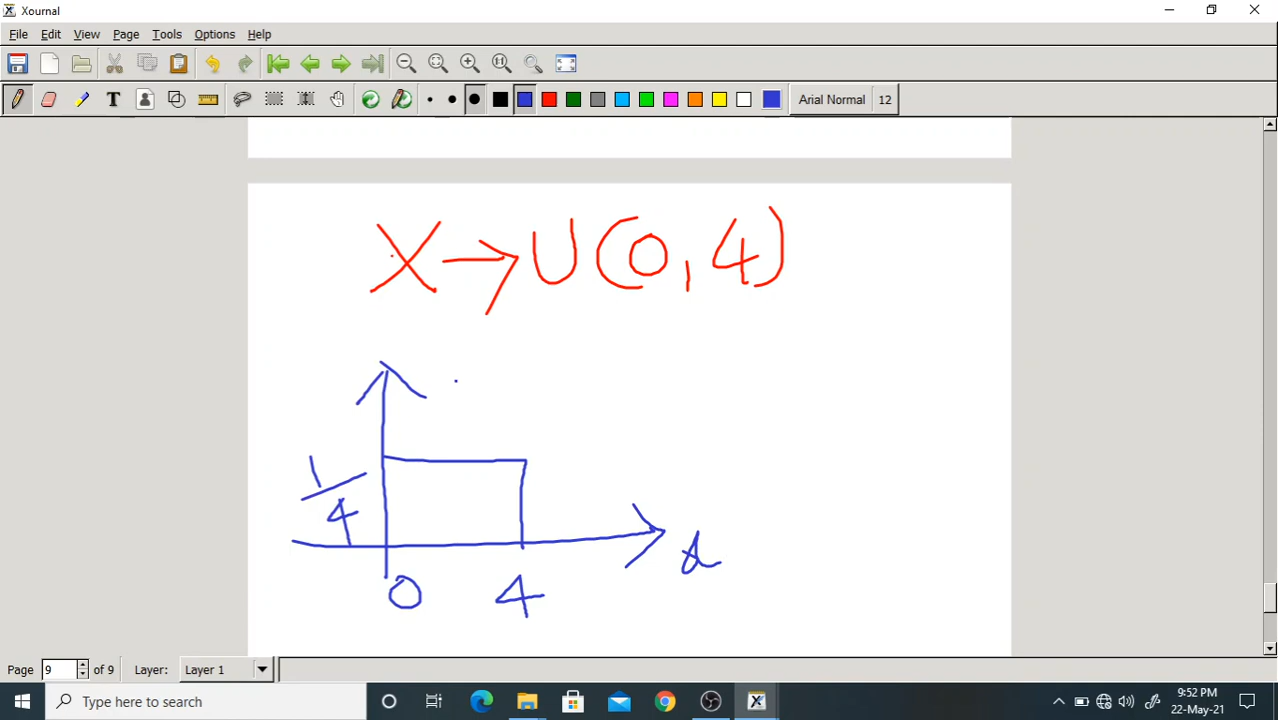 Xournal
File Edit View Page Tools Options Help
T Arial Normal 12
X → U(0,4)
1/4
x
0 4
Page 9 of 9 Layer: Layer 1
Type here to search
9:52 PM
22-May-21